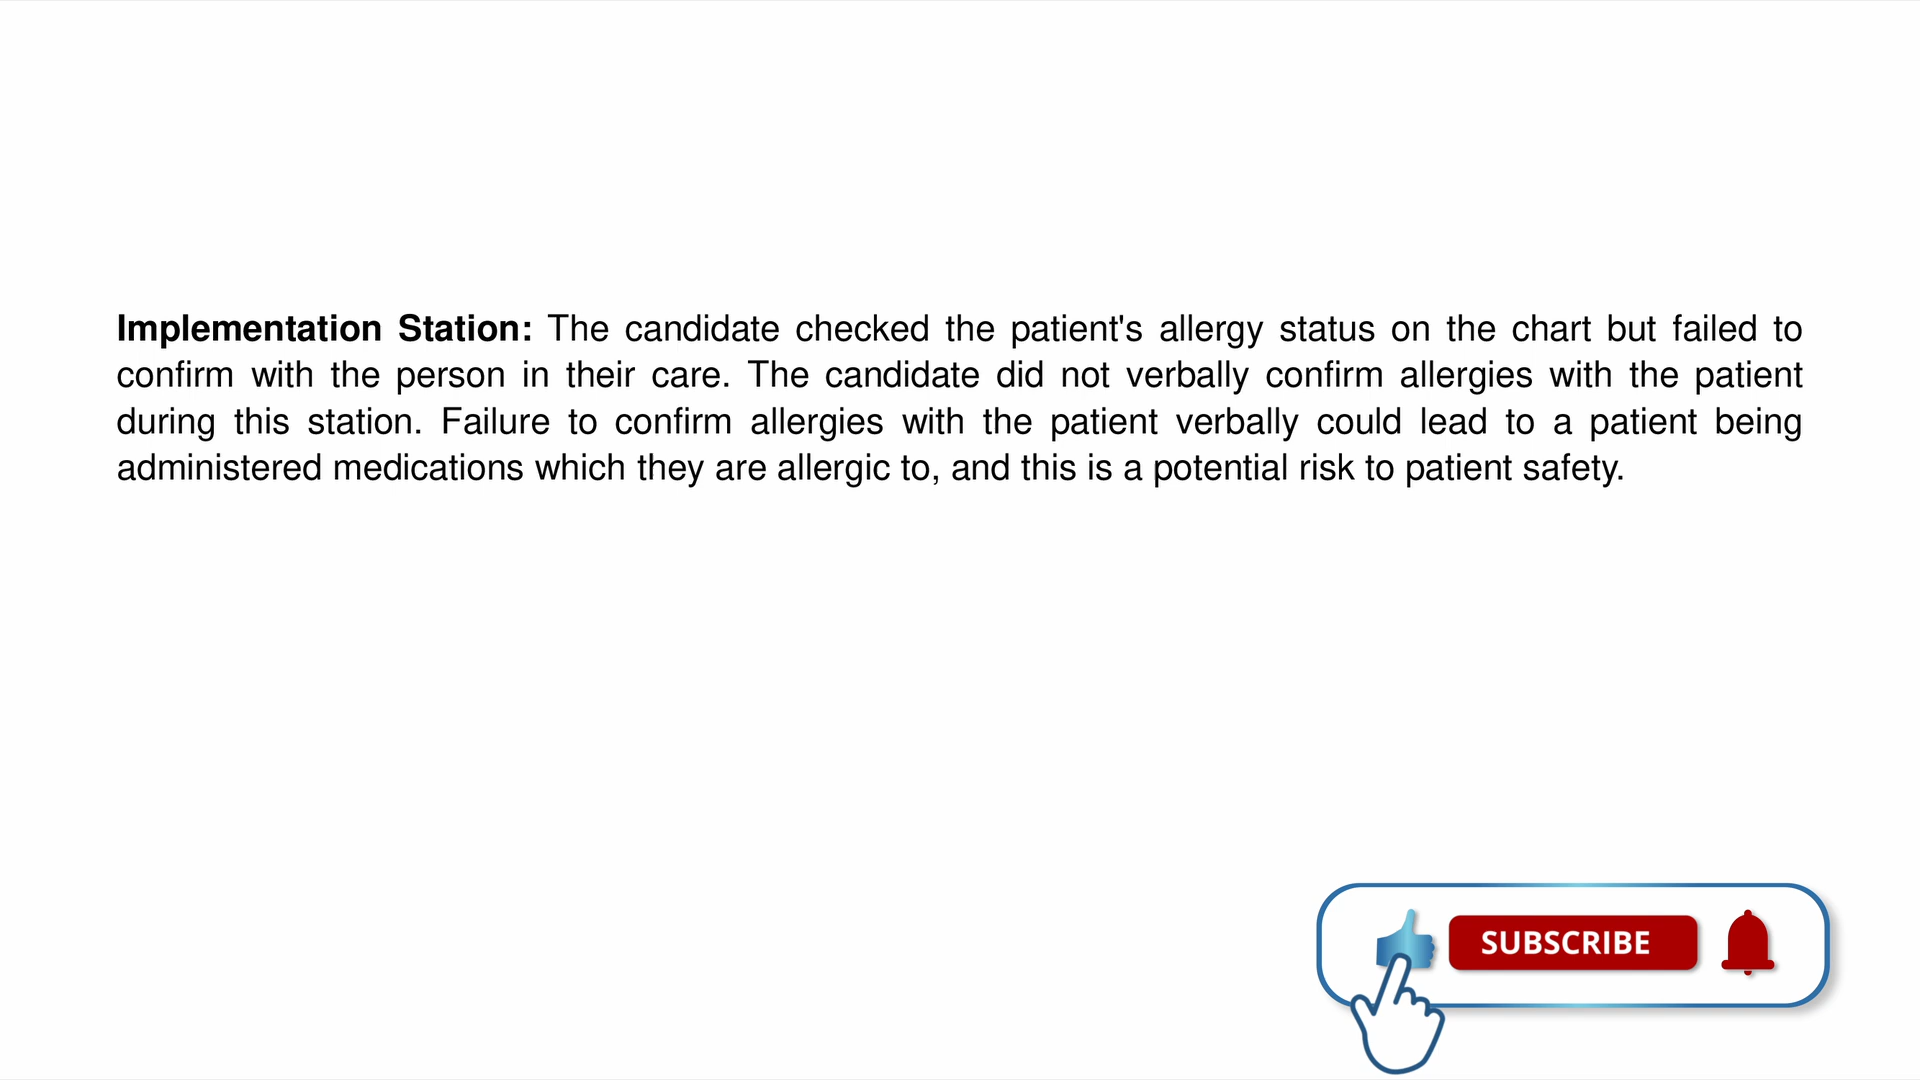 Implementation Station: The candidate checked the patient's allergy status on the chart but failed to
confirm with the person in their care. The candidate did not verbally confirm allergies with the patient
during this station. Failure to confirm allergies with the patient verbally could lead to a patient being
administered medications which they are allergic to, and this is a potential risk to patient safety.
SUBSCRIBE